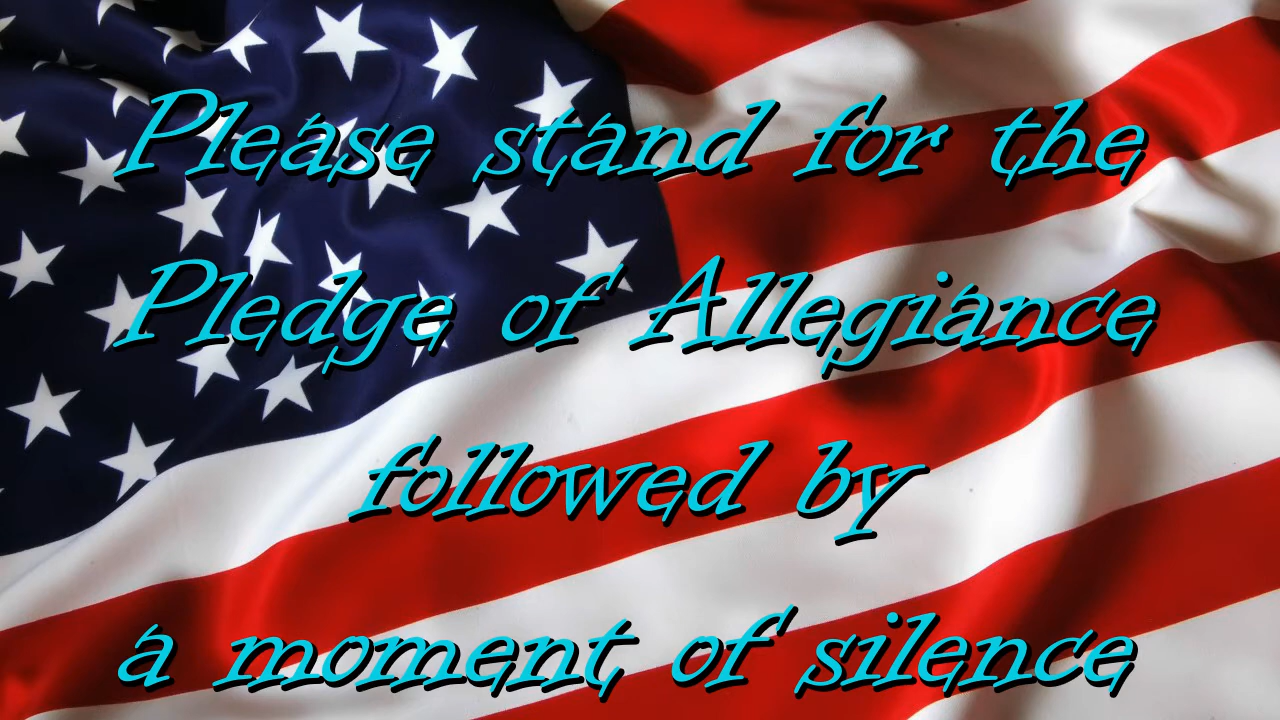 Please stand for the
Pledge of Allegiance
followed by
a moment of silence